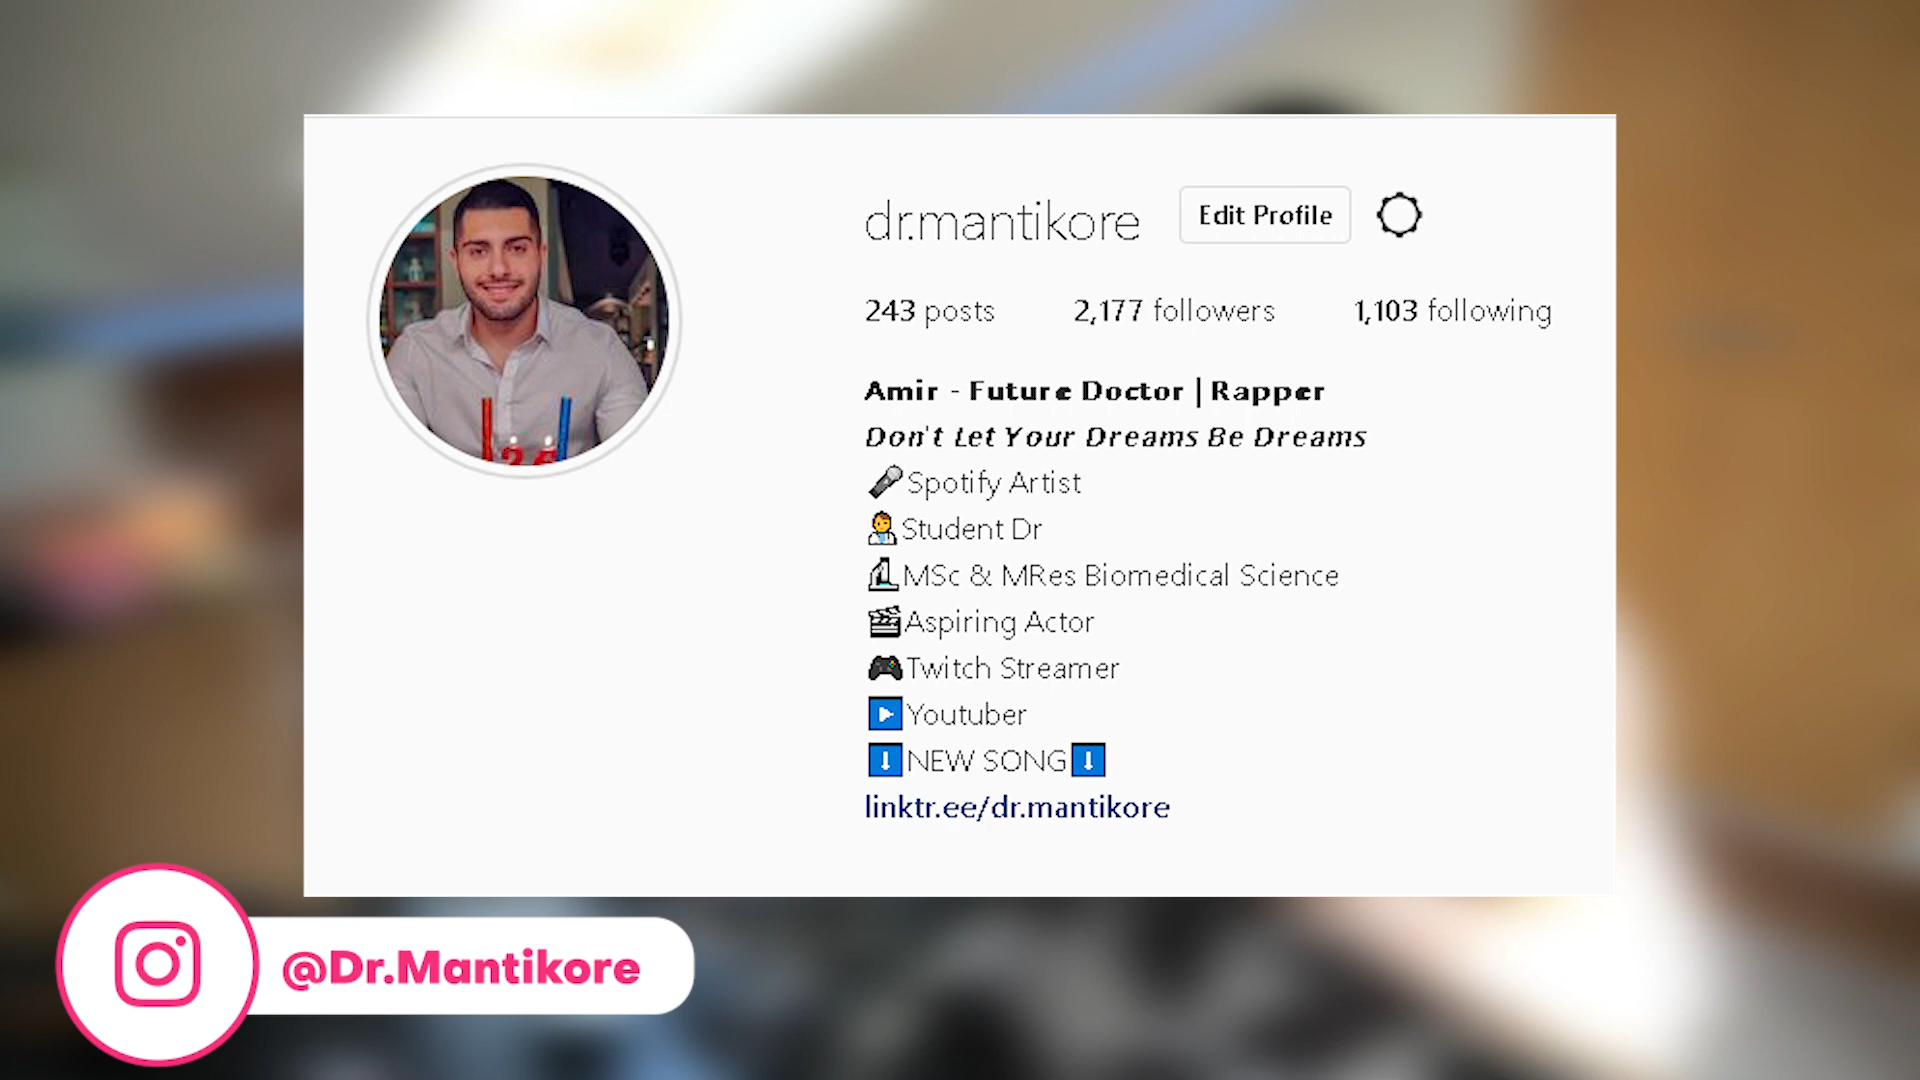 dr.mantikore Edit Profile
243 posts 2,177 followers 1,103 following
Amir - Future Doctor | Rapper
Don't Let Your Dreams Be Dreams
🎤Spotify Artist
👨‍⚕️Student Dr
🔬MSc & MRes Biomedical Science
🎬Aspiring Actor
🎮Twitch Streamer
▶️Youtuber
⬇️NEW SONG⬇️
linktr.ee/dr.mantikore
@Dr.Mantikore